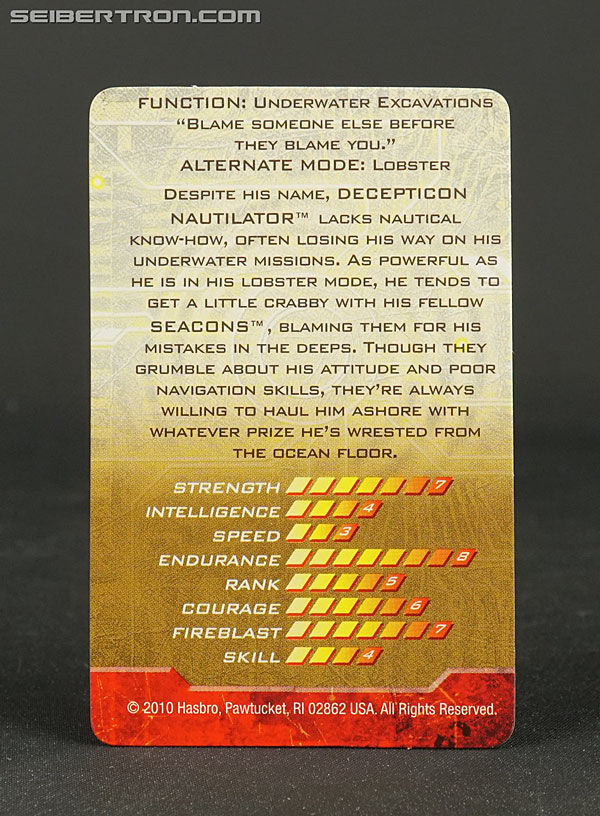 SEIBERTRON.com
FUNCTION: UNDERWATER EXCAVATIONS
“BLAME SOMEONE ELSE BEFORE
THEY BLAME YOU.”
ALTERNATE MODE: LOBSTER
DESPITE HIS NAME, DECEPTICON
NAUTILATOR™ LACKS NAUTICAL
KNOW-HOW, OFTEN LOSING HIS WAY ON HIS
UNDERWATER MISSIONS. AS POWERFUL AS
HE IS IN HIS LOBSTER MODE, HE TENDS TO
GET A LITTLE CRABBY WITH HIS FELLOW
SEACONS™, BLAMING THEM FOR HIS
MISTAKES IN THE DEEPS. THOUGH THEY
GRUMBLE ABOUT HIS ATTITUDE AND POOR
NAVIGATION SKILLS, THEY’RE ALWAYS
WILLING TO HAUL HIM ASHORE WITH
WHATEVER PRIZE HE’S WRESTED FROM
THE OCEAN FLOOR.
STRENGTH 7
INTELLIGENCE 4
SPEED 3
ENDURANCE 8
RANK 5
COURAGE 6
FIREBLAST 7
SKILL 4
© 2010 Hasbro, Pawtucket, RI 02862 USA. All Rights Reserved.